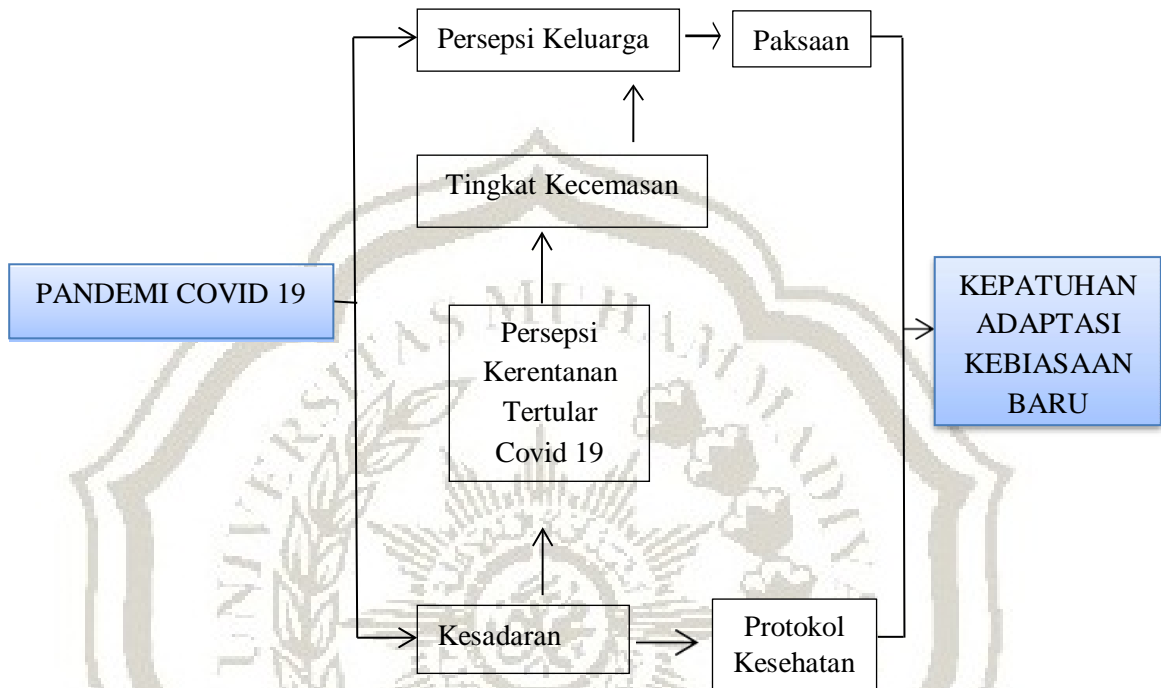 Persepsi Keluarga
Paksaan
Tingkat Kecemasan
PANDEMI COVID 19
Persepsi
Kerentanan
Tertular
Covid 19
KEPATUHAN
ADAPTASI
KEBIASAAN
BARU
Kesadaran
Protokol
Kesehatan